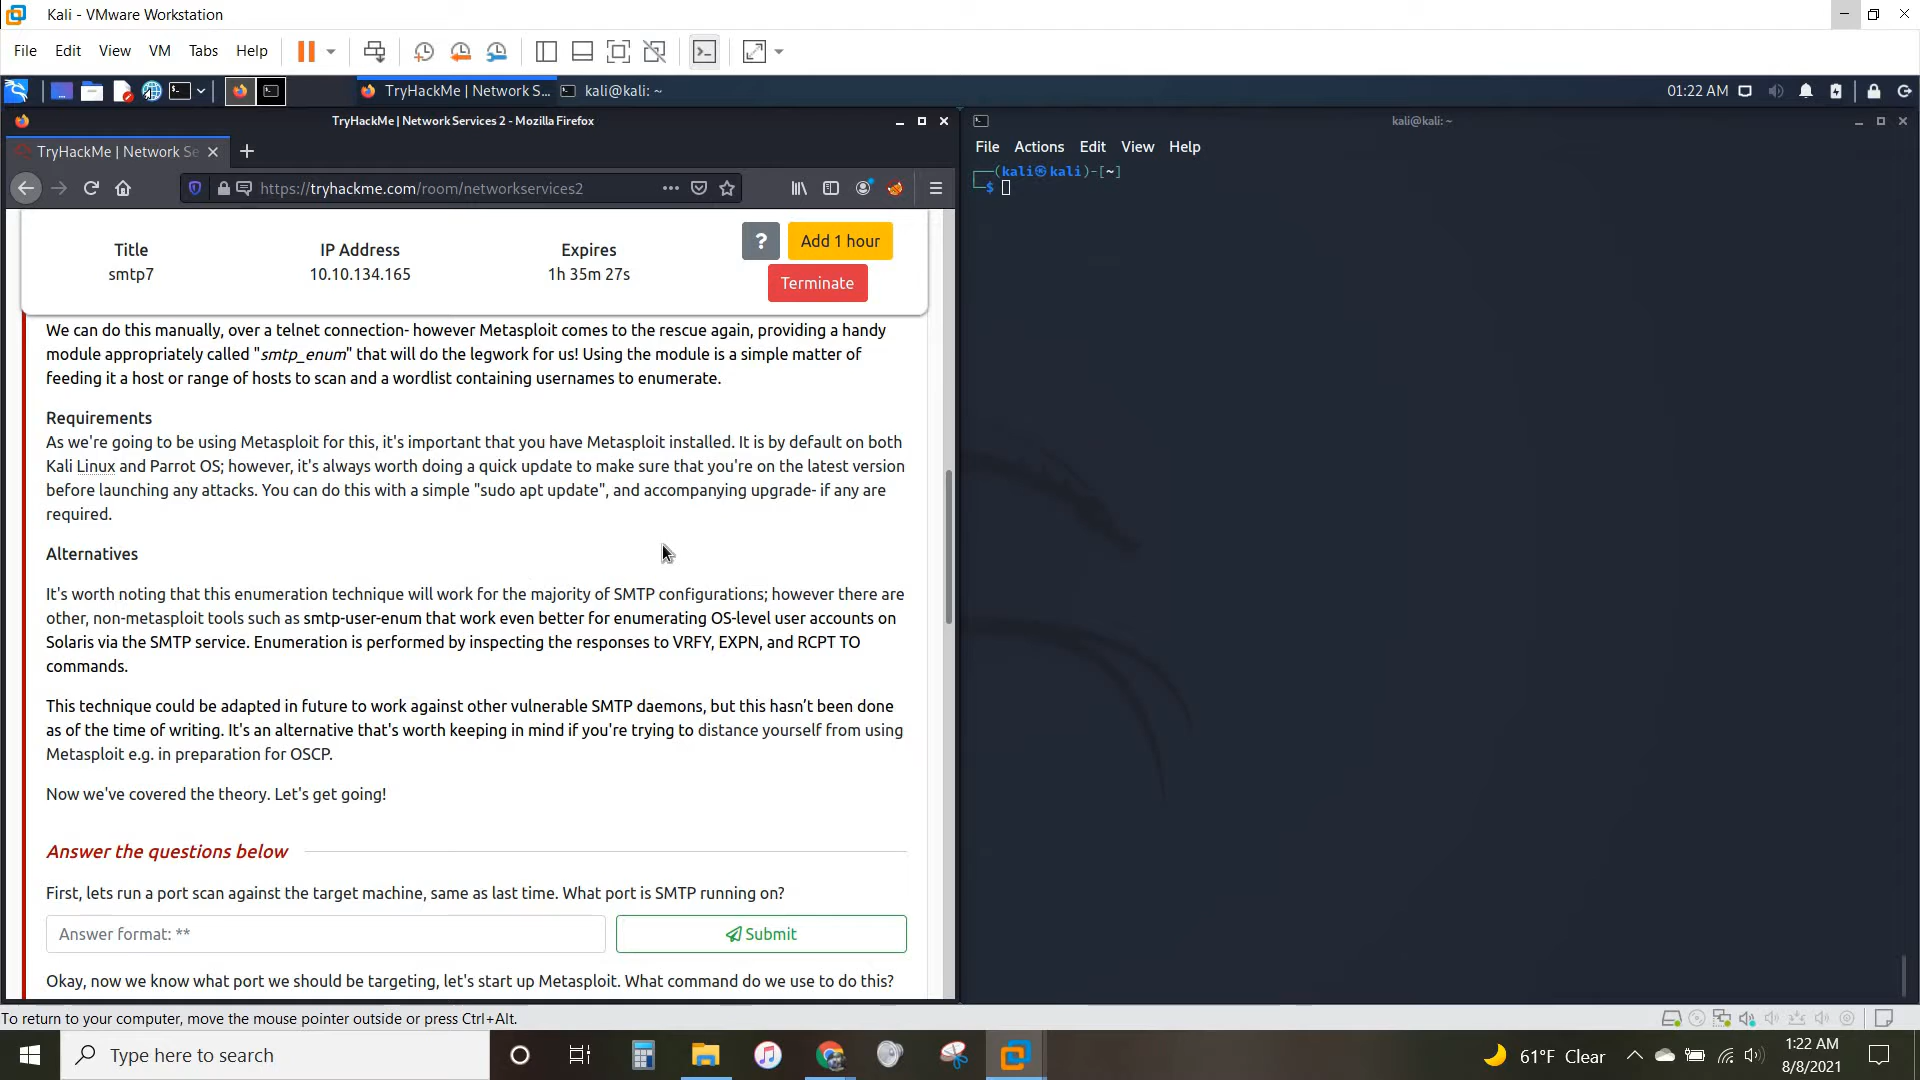 Kali - VMware Workstation
File Edit View VM Tabs Help
TryHackMe | Network S... kali@kali: ~ 01:22 AM
TryHackMe | Network Services 2 - Mozilla Firefox
kali@kali: ~
TryHackMe | Network Se
File Actions Edit View Help
https://tryhackme.com/room/networkservices2
(kali㉿kali)-[~]
$
Title IP Address Expires
smtp7 10.10.134.165 1h 35m 27s
? Add 1 hour
Terminate
We can do this manually, over a telnet connection- however Metasploit comes to the rescue again, providing a handy
module appropriately called "smtp_enum" that will do the legwork for us! Using the module is a simple matter of
feeding it a host or range of hosts to scan and a wordlist containing usernames to enumerate.
Requirements
As we're going to be using Metasploit for this, it's important that you have Metasploit installed. It is by default on both
Kali Linux and Parrot OS; however, it's always worth doing a quick update to make sure that you're on the latest version
before launching any attacks. You can do this with a simple "sudo apt update", and accompanying upgrade- if any are
required.
Alternatives
It's worth noting that this enumeration technique will work for the majority of SMTP configurations; however there are
other, non-metasploit tools such as smtp-user-enum that work even better for enumerating OS-level user accounts on
Solaris via the SMTP service. Enumeration is performed by inspecting the responses to VRFY, EXPN, and RCPT TO
commands.
This technique could be adapted in future to work against other vulnerable SMTP daemons, but this hasn’t been done
as of the time of writing. It's an alternative that's worth keeping in mind if you're trying to distance yourself from using
Metasploit e.g. in preparation for OSCP.
Now we've covered the theory. Let's get going!
Answer the questions below
First, lets run a port scan against the target machine, same as last time. What port is SMTP running on?
Answer format: ** Submit
Okay, now we know what port we should be targeting, let's start up Metasploit. What command do we use to do this?
To return to your computer, move the mouse pointer outside or press Ctrl+Alt.
Type here to search
61°F Clear
1:22 AM
8/8/2021